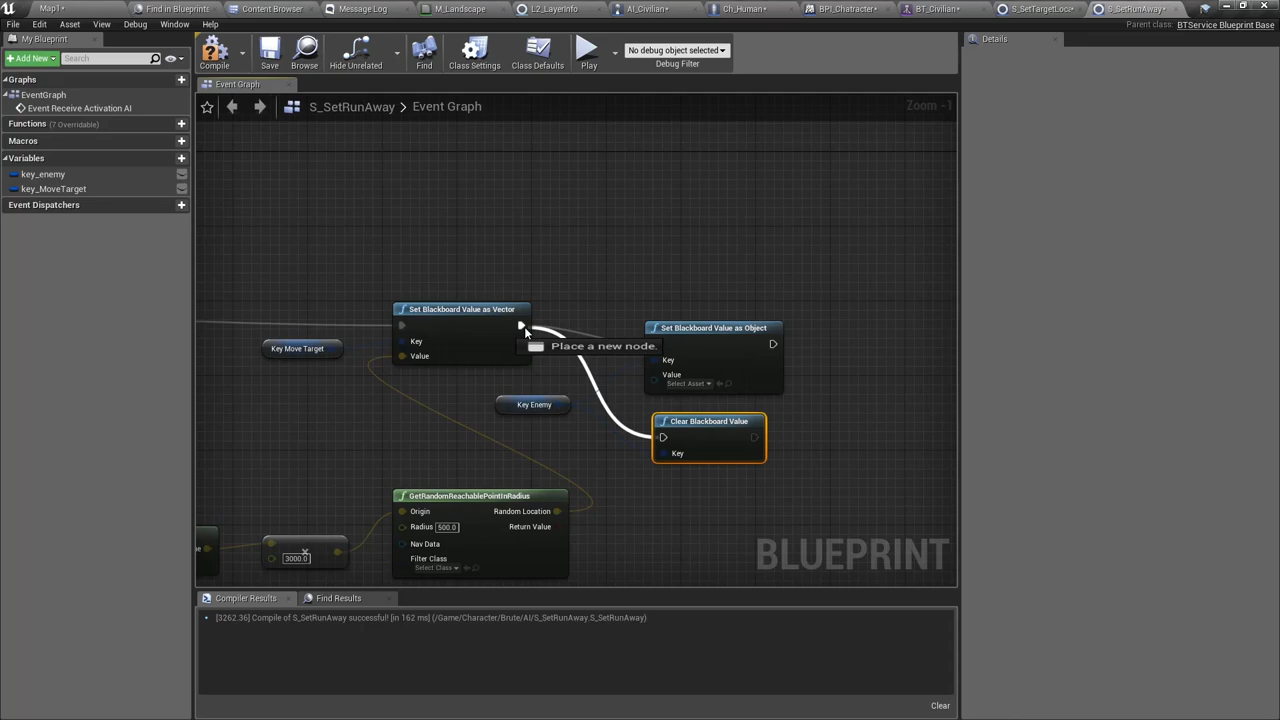 Map1*
Find in Blueprints
Content Browser
Message Log
M_Landscape
L2_LayerInfo
AI_Civilian*
Ch_Human*
BPI_Chatracter*
BT_Civilian*
S_SetTargetLoc*
S_SetRunAway*
File Edit Asset View Debug Window Help
Parent class: BTService Blueprint Base
My Blueprint
Add New
Search
Compile
Save
Browse
Hide Unrelated
Find
Class Settings
Class Defaults
Play
No debug object selected
Debug Filter
Details
Graphs
EventGraph
Event Receive Activation AI
Functions (7 Overridable)
Macros
Variables
key_enemy
key_MoveTarget
Event Dispatchers
Event Graph
S_SetRunAway > Event Graph
Zoom -1
Set Blackboard Value as Vector
Key
Value
Key Move Target
Place a new node.
Set Blackboard Value as Object
Key
Value
Select Asset
Key Enemy
Clear Blackboard Value
Key
GetRandomReachablePointInRadius
Origin
Random Location
Radius 500.0
Return Value
Nav Data
Filter Class
Select Class
3000.0
BLUEPRINT
Compiler Results
Find Results
[3262.36] Compile of S_SetRunAway successful! [in 162 ms] (/Game/Character/Brute/AI/S_SetRunAway.S_SetRunAway)
Clear